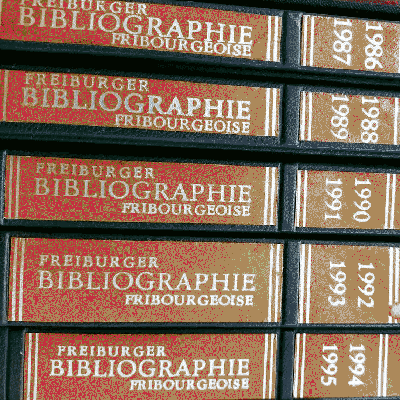 FREIBURGER
BIBLIOGRAPHIE
FRIBOURGEOISE
1986
1987
FREIBURGER
BIBLIOGRAPHIE
FRIBOURGEOISE
1988
1989
FREIBURGER
BIBLIOGRAPHIE
FRIBOURGEOISE
1990
1991
FREIBURGER
BIBLIOGRAPHIE
FRIBOURGEOISE
1992
1993
FREIBURGER
BIBLIOGRAPHIE
FRIBOURGEOISE
1994
1995